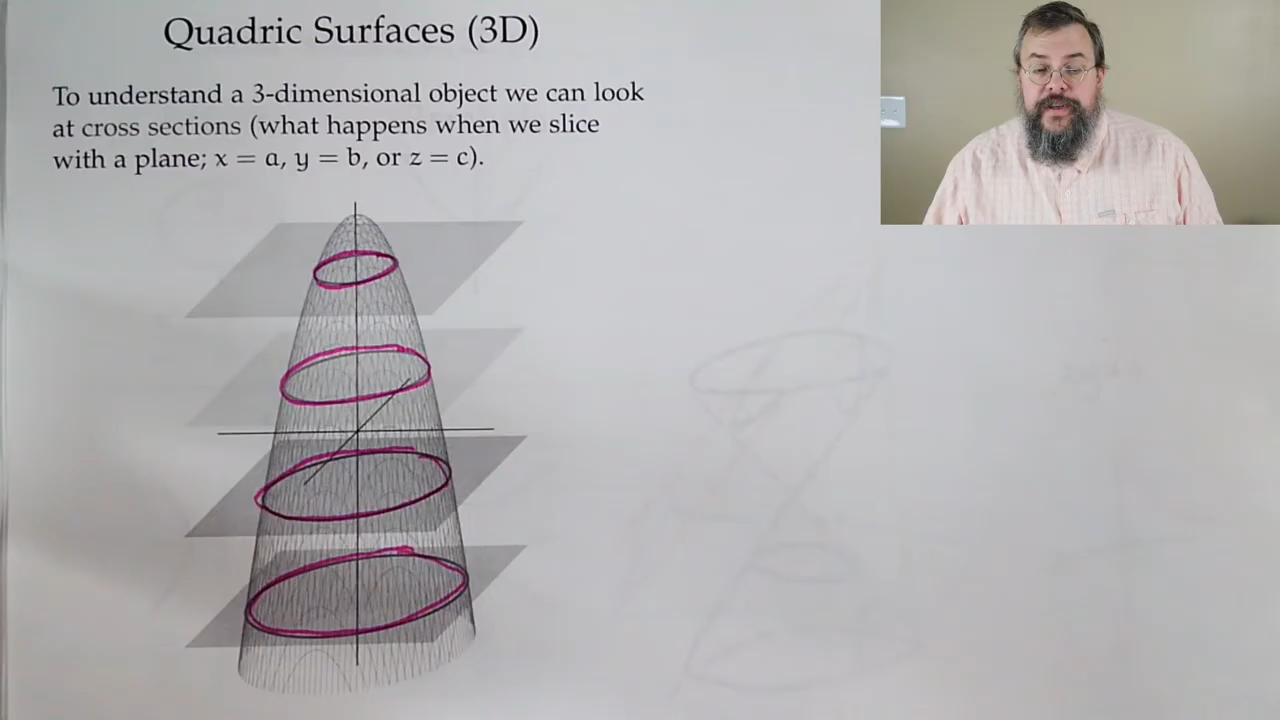 Quadric Surfaces (3D)
To understand a 3-dimensional object we can look
at cross sections (what happens when we slice
with a plane; x = a, y = b, or z = c).